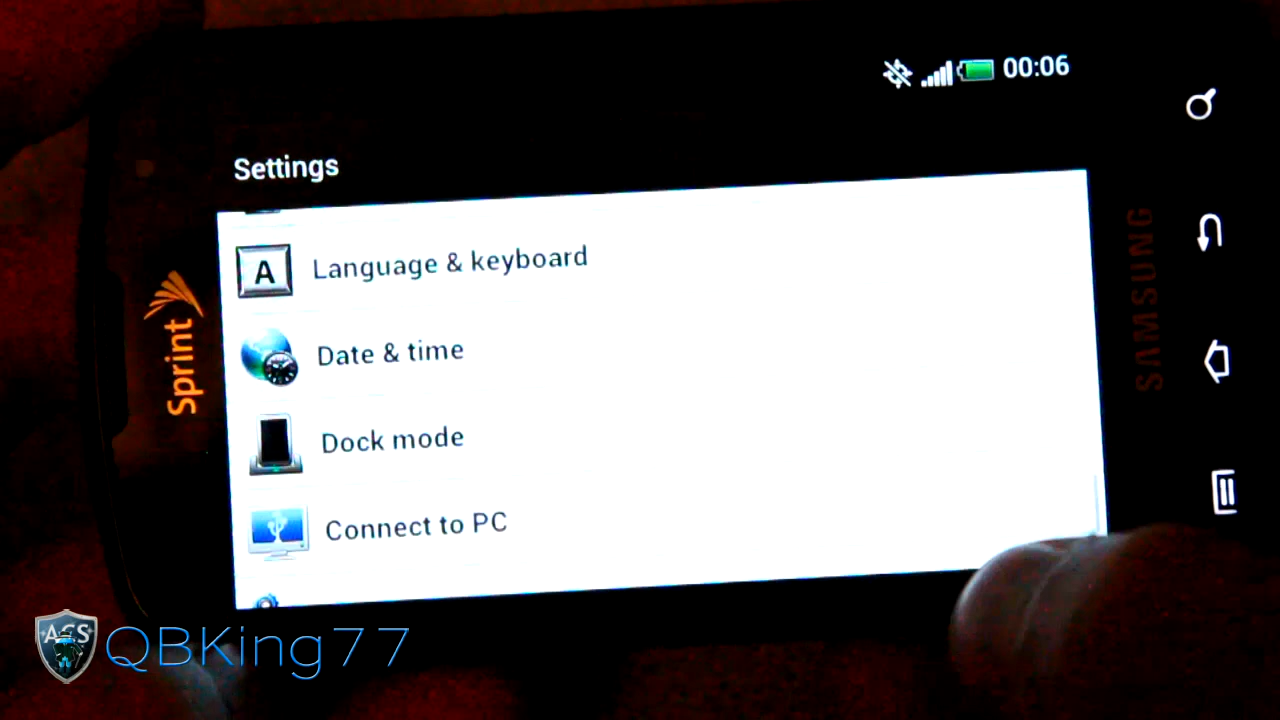 00:06
Settings
A
Language & keyboard
Date & time
Dock mode
Connect to PC
Sprint
SAMSUNG
ACS
QBKing77